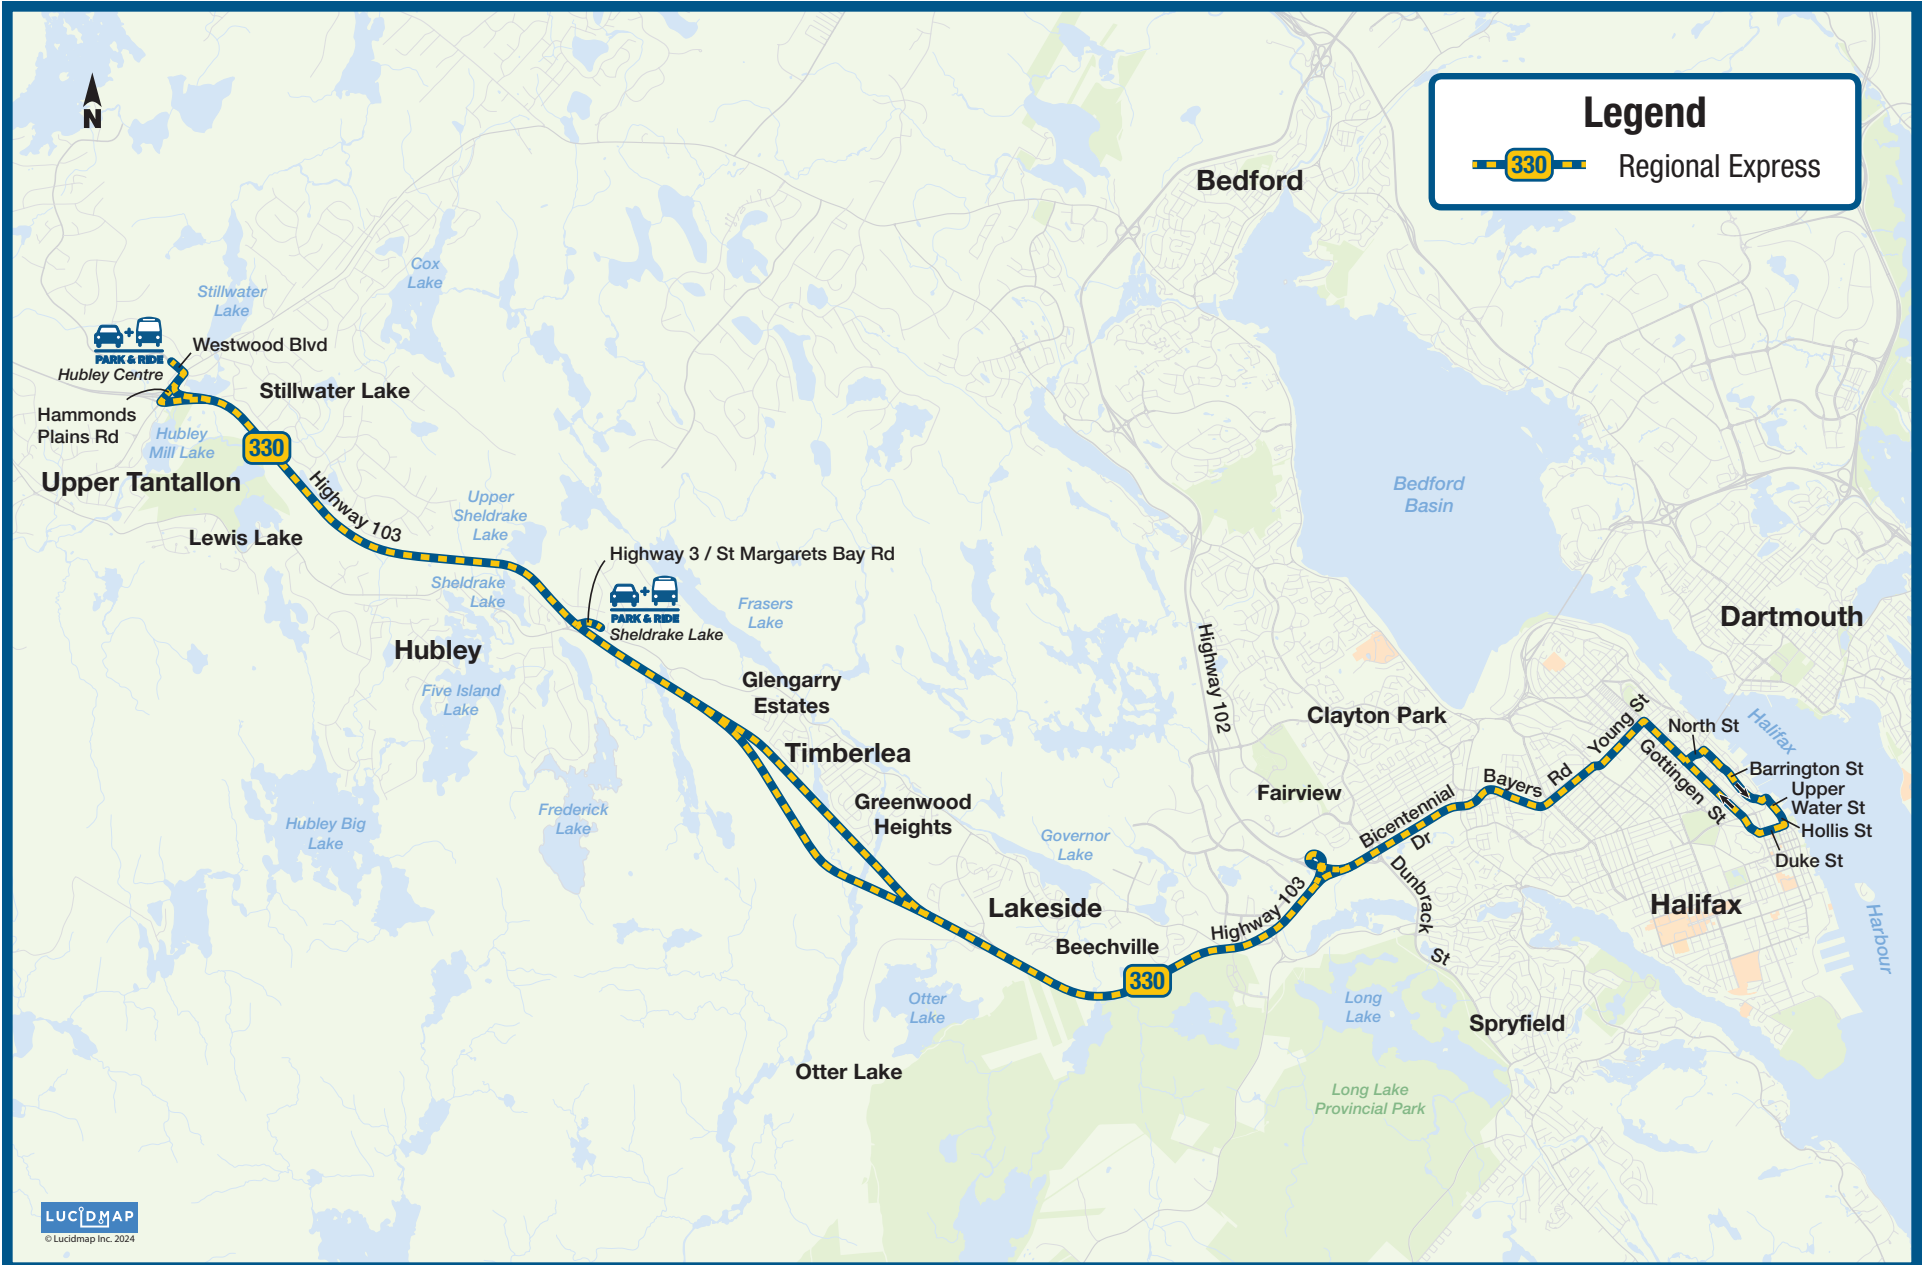 N
Legend
330
Regional Express
Bedford
Cox
Lake
Stillwater
Lake
Westwood Blvd
PARK & RIDE
Hubley Centre
Stillwater Lake
Hammonds
Plains Rd
Hubley
Mill Lake
330
Upper Tantallon
Highway 103
Lewis Lake
Upper
Sheldrake
Lake
Sheldrake
Lake
Highway 3 / St Margarets Bay Rd
PARK & RIDE
Sheldrake Lake
Frasers
Lake
Hubley
Five Island
Lake
Glengarry
Estates
Timberlea
Greenwood
Heights
Frederick
Lake
Hubley Big
Lake
Governor
Lake
Lakeside
Beechville
330
Otter
Lake
Otter Lake
Bedford
Basin
Dartmouth
Highway 102
Clayton Park
Fairview
Highway 103
Bicentennial
Dr
Dunbrack
St
Bayers Rd
Young St
North St
Gottingen St
Barrington St
Upper
Water St
Hollis St
Duke St
Halifax
Harbour
Halifax
Long
Lake
Spryfield
Long Lake
Provincial Park
LUCIDMAP
© Lucidmap Inc. 2024